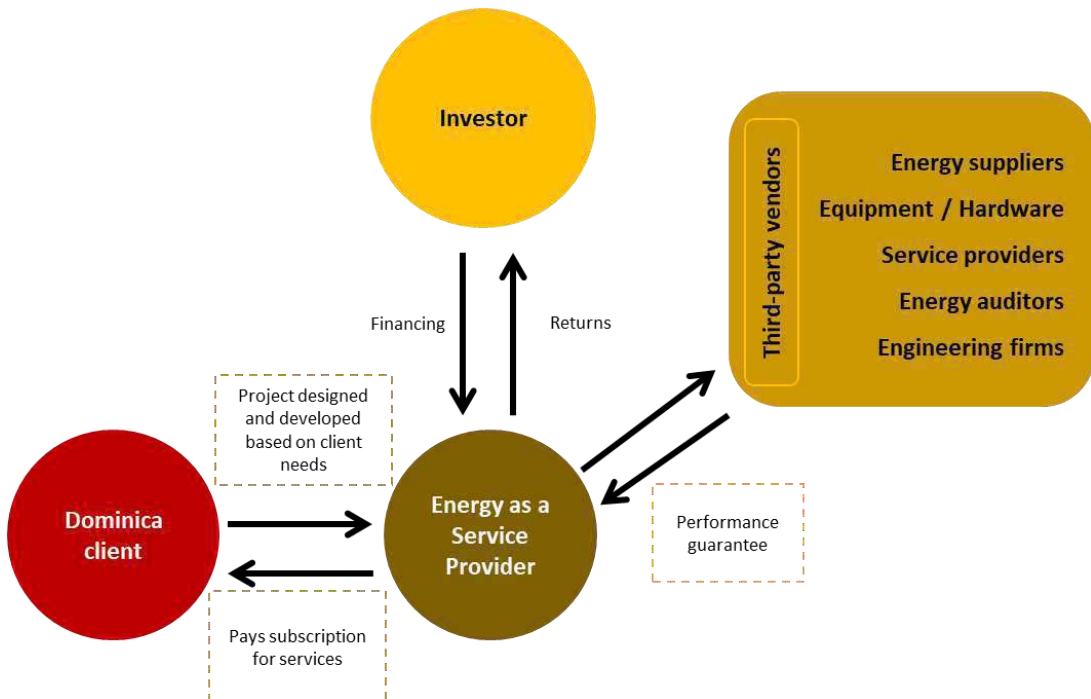 Investor
Third-party vendors
Energy suppliers
Equipment / Hardware
Service providers
Energy auditors
Engineering firms
Financing
Returns
Project designed
and developed
based on client
needs
Dominica
client
Energy as a
Service
Provider
Performance
guarantee
Pays subscription
for services